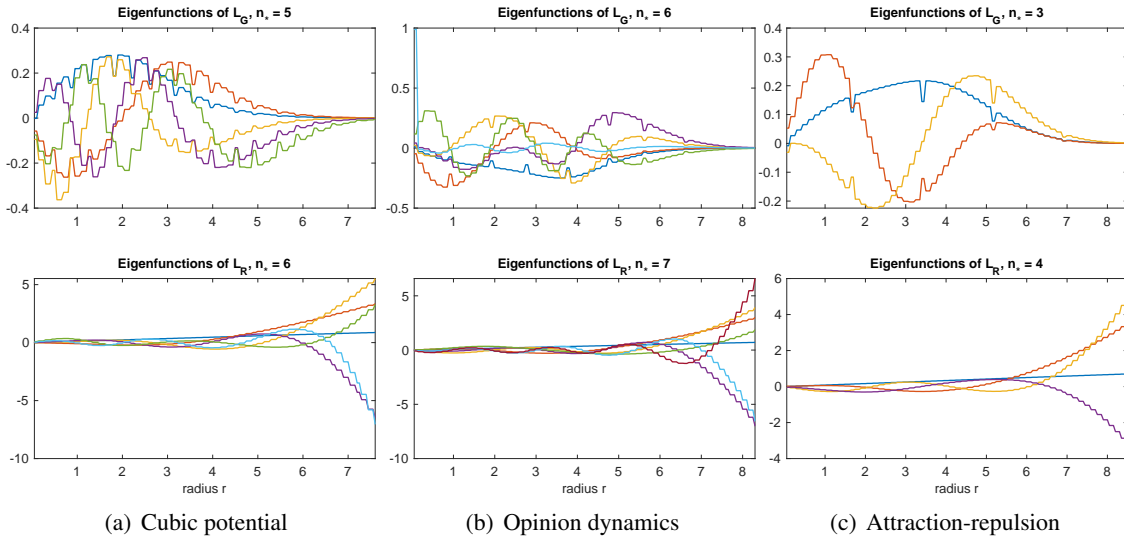 Eigenfunctions of L_G, n_* = 5
0.4
0.2
0
-0.2
-0.4
1 2 3 4 5 6 7
Eigenfunctions of L_G, n_* = 6
1
0.5
0
-0.5
1 2 3 4 5 6 7 8
Eigenfunctions of L_G, n_* = 3
0.4
0.3
0.2
0.1
0
-0.1
-0.2
1 2 3 4 5 6 7 8
Eigenfunctions of L_R, n_* = 6
5
0
-5
-10
1 2 3 4 5 6 7
radius r
Eigenfunctions of L_R, n_* = 7
5
0
-5
-10
1 2 3 4 5 6 7 8
radius r
Eigenfunctions of L_R, n_* = 4
6
4
2
0
-2
-4
1 2 3 4 5 6 7 8
radius r
(a) Cubic potential
(b) Opinion dynamics
(c) Attraction-repulsion